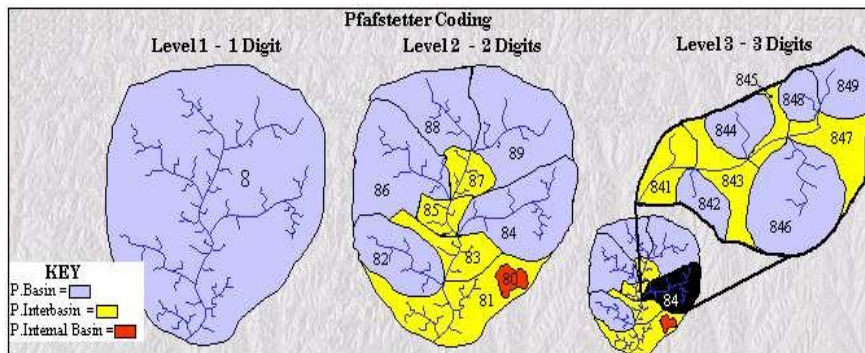 Pfafstetter Coding
Level 1 - 1 Digit
Level 2 - 2 Digits
Level 3 - 3 Digits
8
88
89
86
87
85
84
82
83
80
81
845
848
849
844
847
841
843
842
846
84
KEY
P.Basin =
P.Interbasin =
P.Internal Basin =